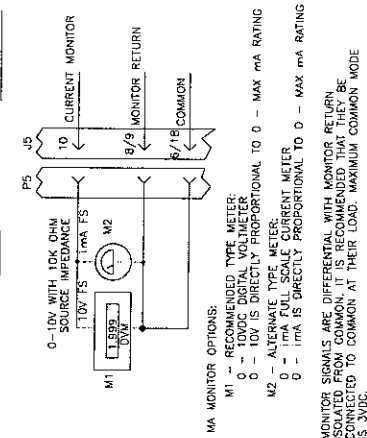 0-10V WITH 10K OHM
SOURCE IMPEDANCE
P5
J5
10V FS
1mA FS
10
CURRENT MONITOR
M1
1.999
DVM
M2
8/9
MONITOR RETURN
6/18
COMMON
MA MONITOR OPTIONS:
M1 - RECOMMENDED TYPE METER:
0 - 10VDC DIGITAL VOLTMETER
0 - 10V IS DIRECTLY PROPORTIONAL TO 0 - MAX mA RATING
M2 - ALTERNATE TYPE METER:
0 - 1mA FULL SCALE CURRENT METER
0 - 1mA IS DIRECTLY PROPORTIONAL TO 0 - MAX mA RATING
MONITOR SIGNALS ARE DIFFERENTIAL WITH MONITOR RETURN
ISOLATED FROM COMMON. IT IS RECOMMENDED THAT THEY BE
CONNECTED TO COMMON AT THEIR LOAD. MAXIMUM COMMON MODE
IS 3VDC.